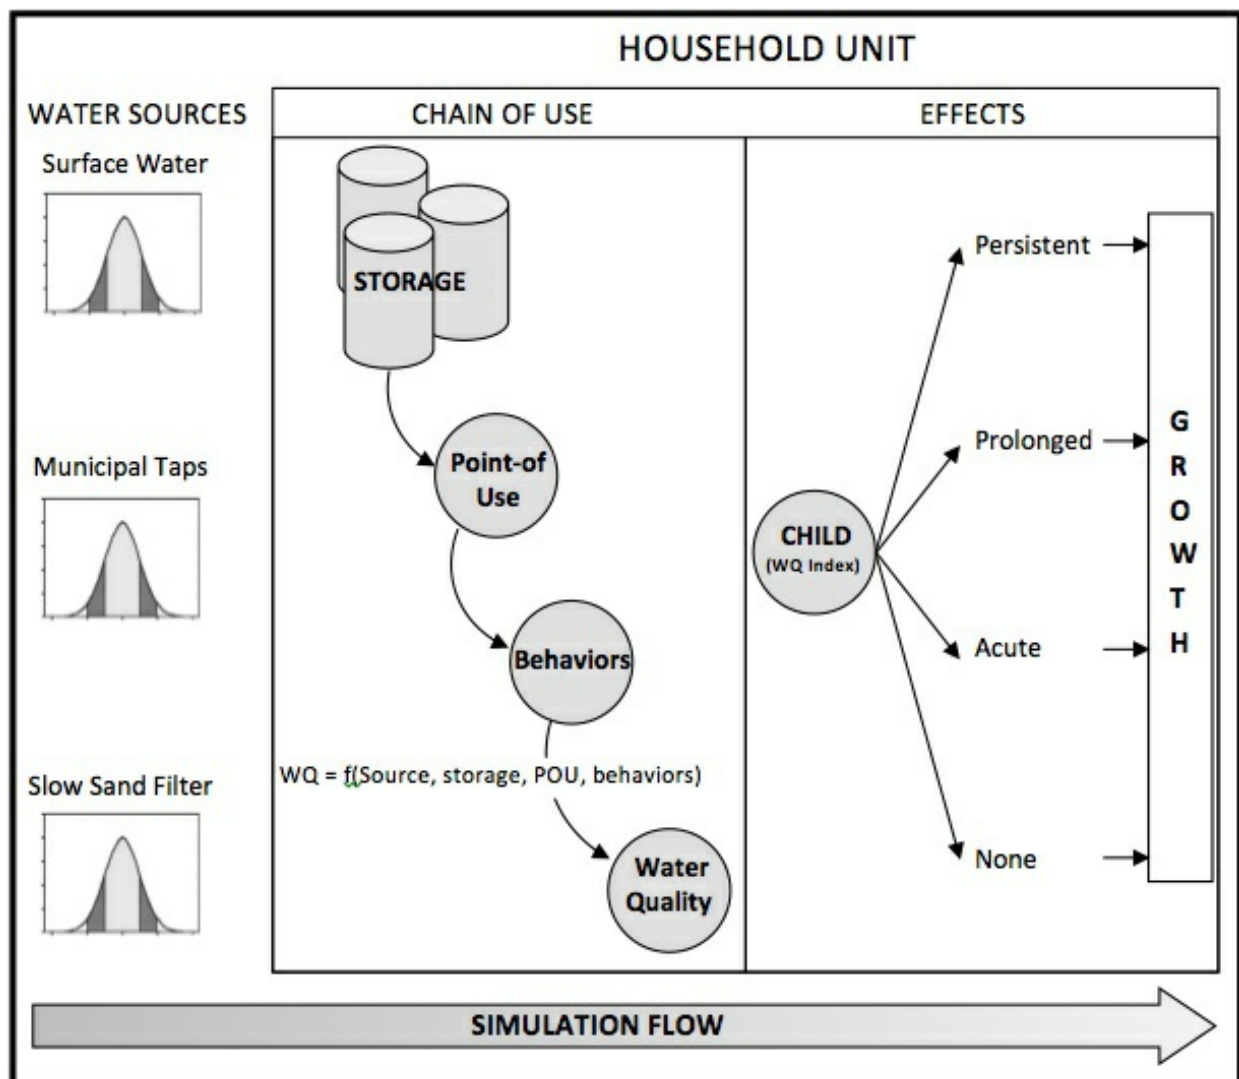 HOUSEHOLD UNIT
WATER SOURCES
CHAIN OF USE
EFFECTS
Surface Water
Municipal Taps
Slow Sand Filter
STORAGE
Point-of
Use
Behaviors
WQ = f(Source, storage, POU, behaviors)
Water
Quality
CHILD
(WQ Index)
Persistent
Prolonged
Acute
None
G
R
O
W
T
H
SIMULATION FLOW